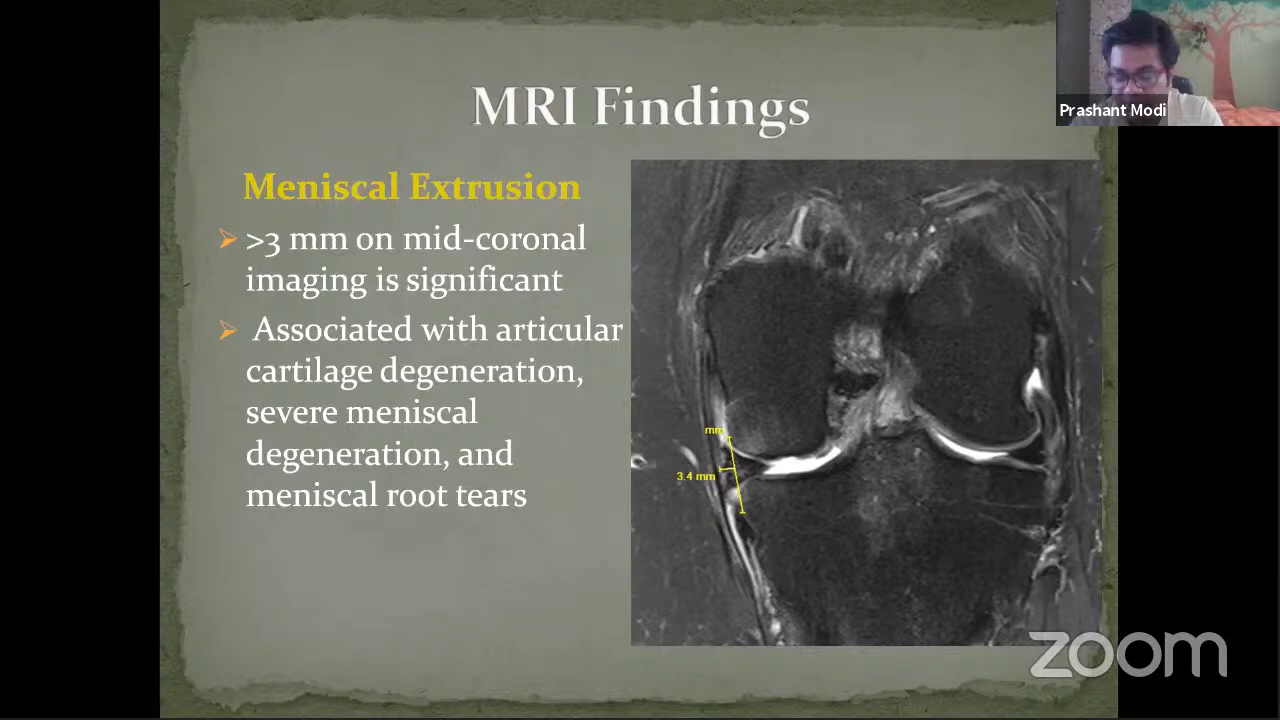 MRI Findings
Prashant Modi
Meniscal Extrusion
>3 mm on mid-coronal
imaging is significant
Associated with articular
cartilage degeneration,
severe meniscal
degeneration, and
meniscal root tears
mm
3.4 mm
zoom